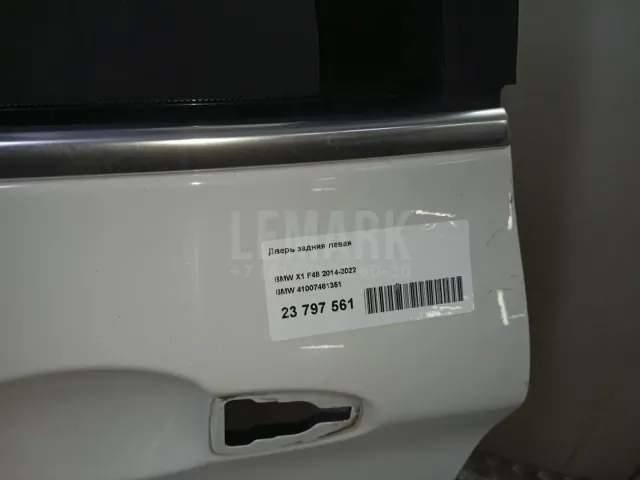 LEMARK
Дверь задняя левая
BMW X1 F48 2014-2022
BMW 41007461351
23 797 561